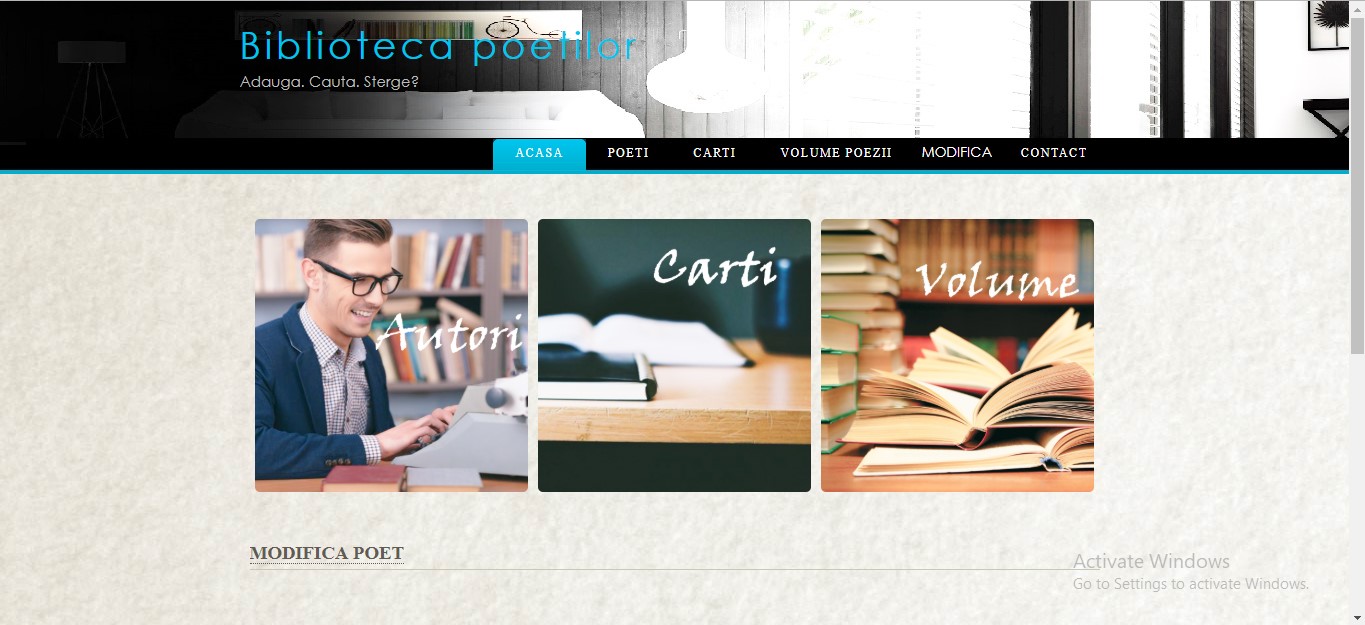 Biblioteca poetilor
Adauga. Cauta. Sterge?
ACASA POETI CARTI VOLUME POEZII MODIFICA CONTACT
Autori
Carti
Volume
MODIFICA POET
Activate Windows
Go to Settings to activate Windows.